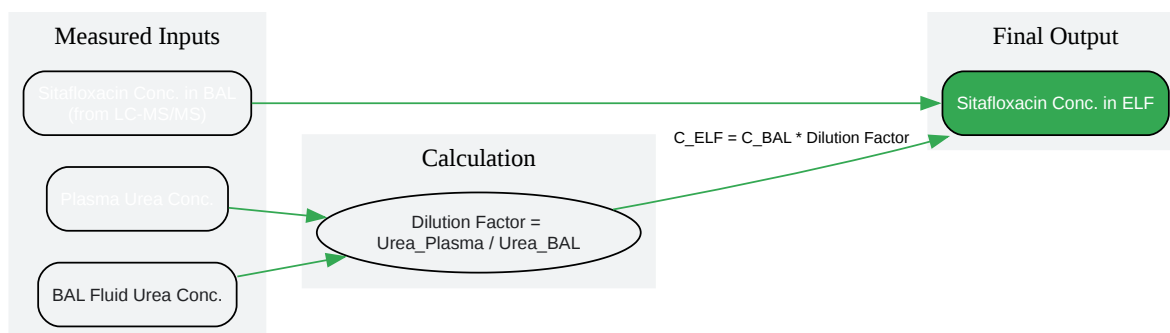 Measured Inputs
Sitafloxacin Conc. in BAL
(from LC-MS/MS)
Plasma Urea Conc.
BAL Fluid Urea Conc.
Calculation
Dilution Factor =
Urea_Plasma / Urea_BAL
C_ELF = C_BAL * Dilution Factor
Final Output
Sitafloxacin Conc. in ELF